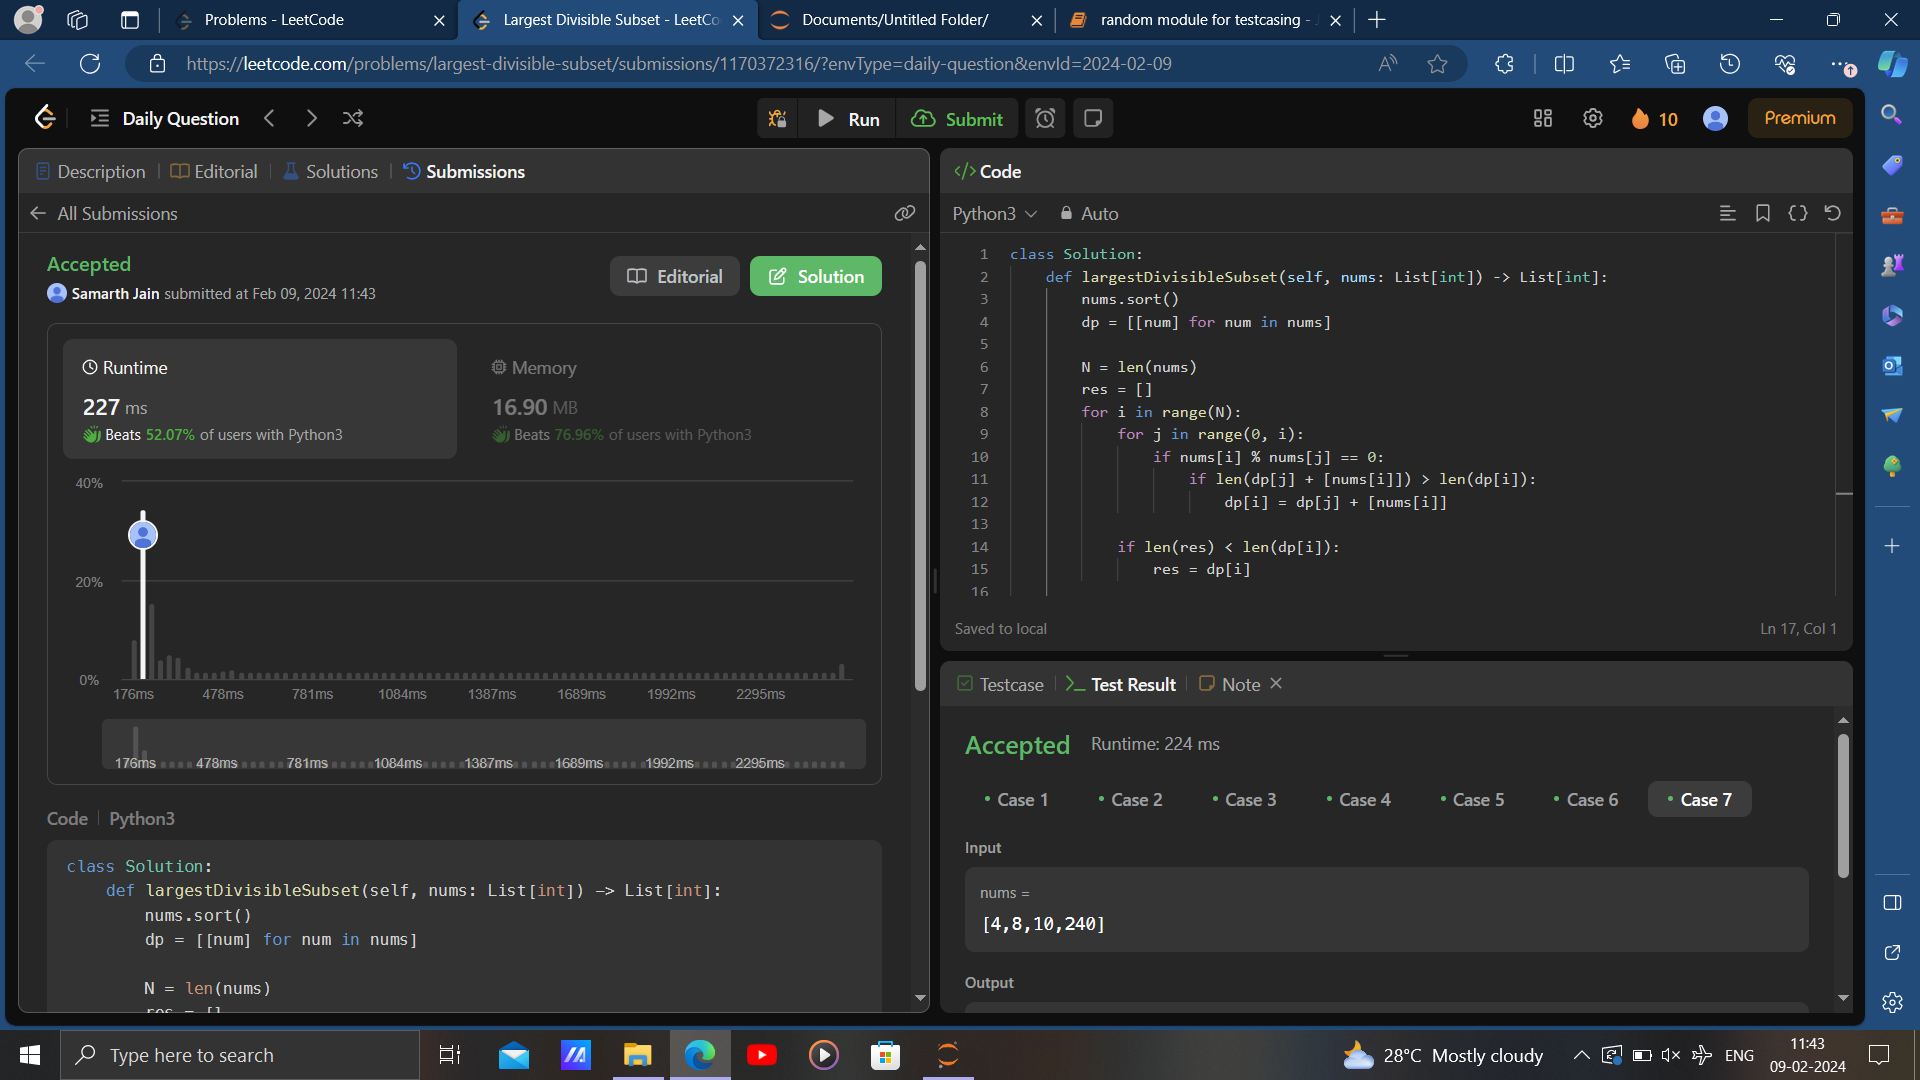 Problems - LeetCode
Largest Divisible Subset - LeetCo
Documents/Untitled Folder/
random module for testcasing -
https://leetcode.com/problems/largest-divisible-subset/submissions/1170372316/?envType=daily-question&envId=2024-02-09
Daily Question
Run
Submit
10
Premium
Description
Editorial
Solutions
Submissions
All Submissions
Accepted
Samarth Jain submitted at Feb 09, 2024 11:43
Editorial
Solution
Runtime
227 ms
Beats 52.07% of users with Python3
Memory
16.90 MB
Beats 76.96% of users with Python3
40%
20%
0%
176ms 478ms 781ms 1084ms 1387ms 1689ms 1992ms 2295ms
176ms 478ms 781ms 1084ms 1387ms 1689ms 1992ms 2295ms
Code | Python3
class Solution:
def largestDivisibleSubset(self, nums: List[int]) -> List[int]:
nums.sort()
dp = [[num] for num in nums]
N = len(nums)
res = []
</> Code
Python3
Auto
1 class Solution:
2 def largestDivisibleSubset(self, nums: List[int]) -> List[int]:
3 nums.sort()
4 dp = [[num] for num in nums]
5
6 N = len(nums)
7 res = []
8 for i in range(N):
9 for j in range(0, i):
10 if nums[i] % nums[j] == 0:
11 if len(dp[j] + [nums[i]]) > len(dp[i]):
12 dp[i] = dp[j] + [nums[i]]
13
14 if len(res) < len(dp[i]):
15 res = dp[i]
16
Saved to local
Ln 17, Col 1
Testcase
Test Result
Note
Accepted Runtime: 224 ms
Case 1
Case 2
Case 3
Case 4
Case 5
Case 6
Case 7
Input
nums =
[4,8,10,240]
Output
Type here to search
28°C Mostly cloudy
ENG
11:43
09-02-2024